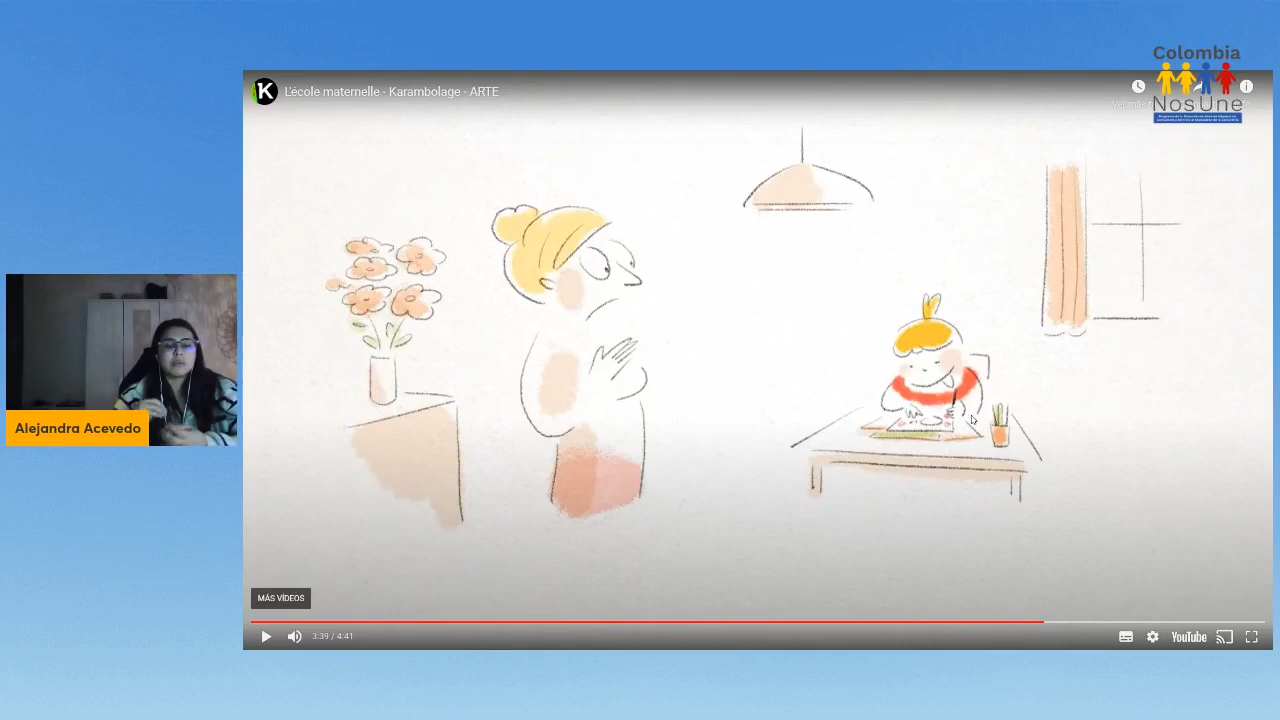 Colombia
NosUne
L'école maternelle - Karambolage - ARTE
Alejandra Acevedo
MÁS VÍDEOS
3:39 / 4:41
YouTube